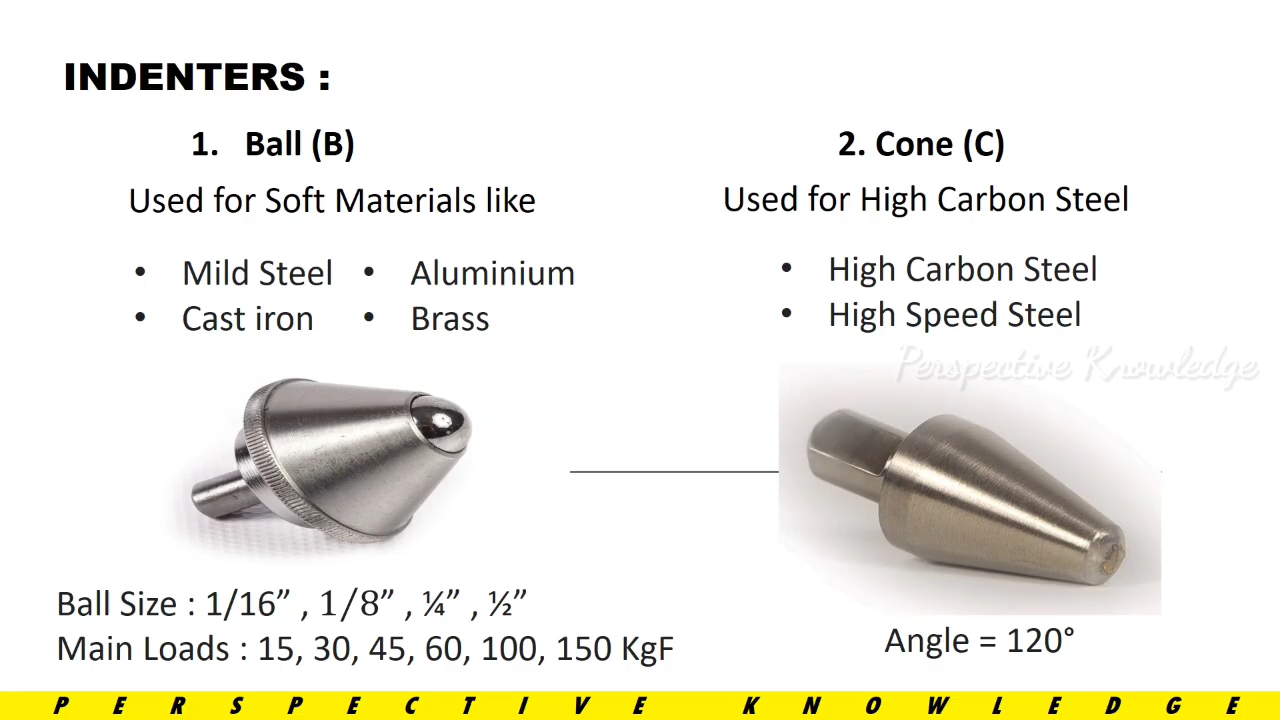 INDENTERS :
1. Ball (B)
Used for Soft Materials like
• Mild Steel • Aluminium
• Cast iron • Brass
Ball Size : 1/16” , 1/8” , ¼” , ½”
Main Loads : 15, 30, 45, 60, 100, 150 KgF
2. Cone (C)
Used for High Carbon Steel
• High Carbon Steel
• High Speed Steel
Perspective Knowledge
Angle = 120°
PERSPECTIVE KNOWLEDGE